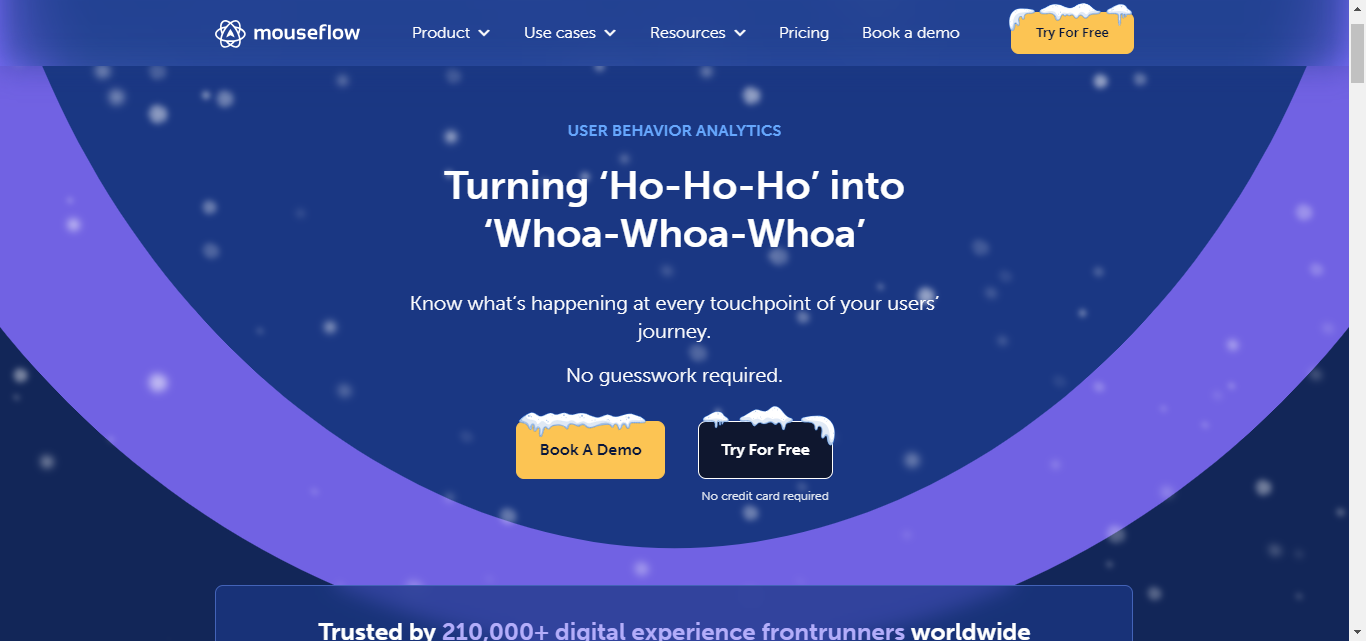 mouseflow
Product
Use cases
Resources
Pricing
Book a demo
Try For Free
USER BEHAVIOR ANALYTICS
Turning ‘Ho-Ho-Ho’ into
‘Whoa-Whoa-Whoa’
Know what’s happening at every touchpoint of your users’
journey.
No guesswork required.
Book A Demo
Try For Free
No credit card required
Trusted by 210,000+ digital experience frontrunners worldwide